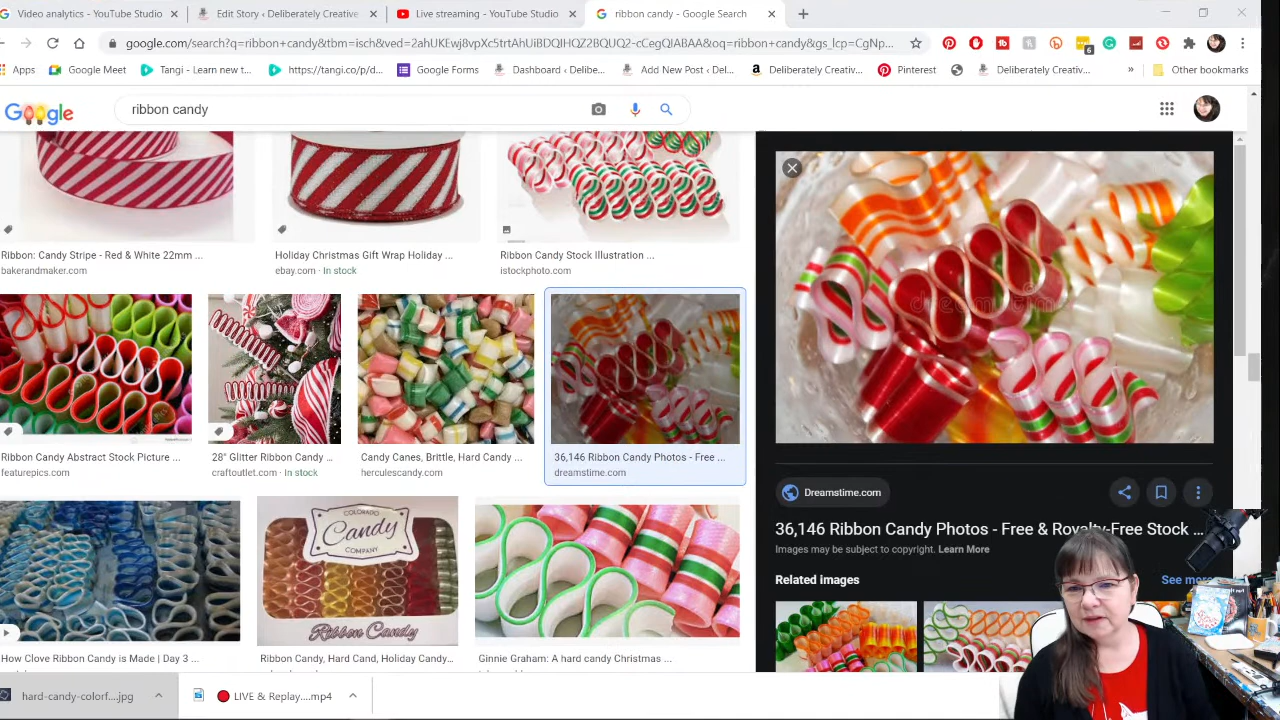 Video analytics - YouTube Studio
Edit Story ‹ Deliberately Creative
Live streaming - YouTube Studio
ribbon candy - Google Search
google.com/search?q=ribbon+candy&tbm=isch&ved=
Apps
Google Meet
Tangi - Learn new t...
https://tangi.co/p/d...
Google Forms
Dashboard ‹ Delibe...
Add New Post ‹ Del...
Deliberately Creativ...
Pinterest
Deliberately Creativ...
»
Other bookmarks
Google
ribbon candy
Ribbon: Candy Stripe - Red & White 22mm ...
bakerandmaker.com
Holiday Christmas Gift Wrap Holiday ...
ebay.com · In stock
Ribbon Candy Stock Illustration ...
istockphoto.com
dreamstime
Ribbon Candy Abstract Stock Picture ...
featurepics.com
28" Glitter Ribbon Candy ...
craftoutlet.com · In stock
Candy Canes, Brittle, Hard Candy ...
herculescandy.com
36,146 Ribbon Candy Photos - Free ...
dreamstime.com
Dreamstime.com
36,146 Ribbon Candy Photos - Free & Royalty-Free Stock ...
Images may be subject to copyright. Learn More
Related images
See more
COLORADO
Candy
COMPANY
Ribbon Candy
How Clove Ribbon Candy is Made | Day 3 ...
Ribbon Candy, Hard Cand, Holiday Candy...
Ginnie Graham: A hard candy Christmas ...
hard-candy-colorf....jpg
LIVE & Replay....mp4